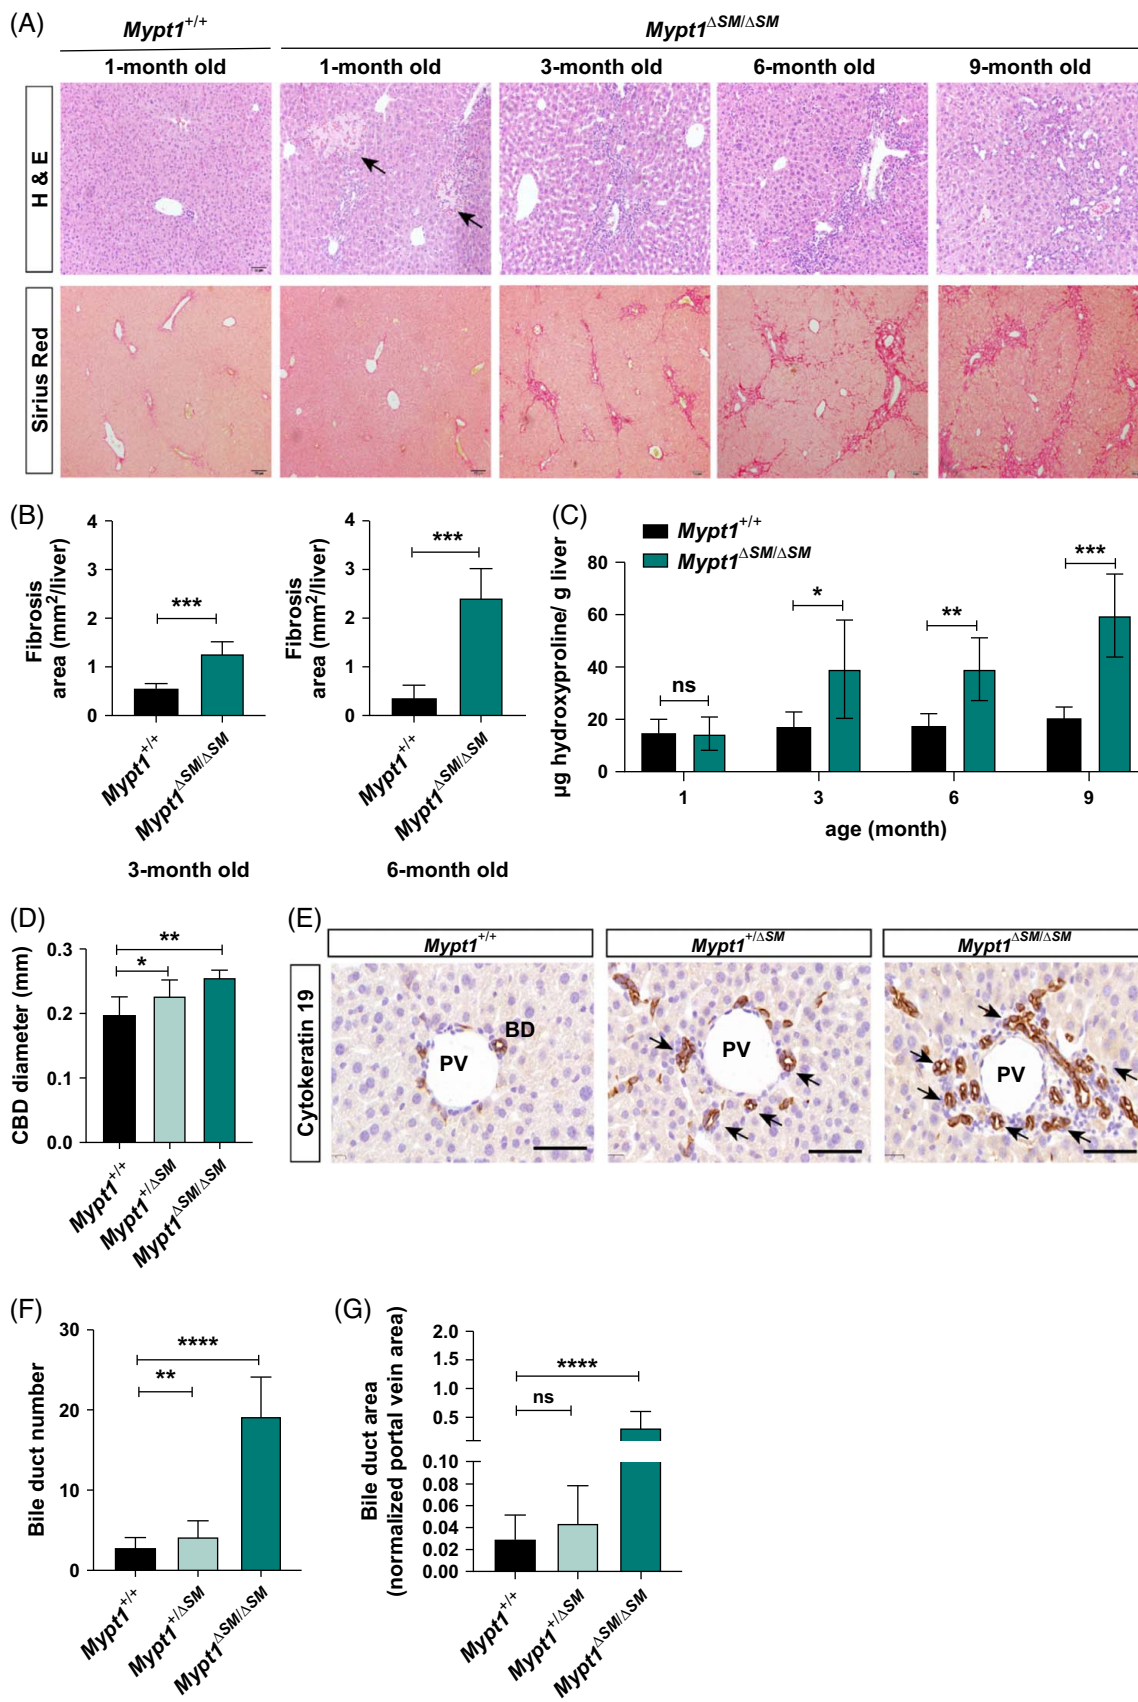 (A)
Mypt1+/+
Mypt1ΔSM/ΔSM
1-month old
1-month old
3-month old
6-month old
9-month old
H & E
Sirius Red
(B)
Fibrosis
area (mm2/liver)
4
3
2
1
0
***
Mypt1+/+
Mypt1ΔSM/ΔSM
3-month old
Fibrosis
area (mm2/liver)
4
3
2
1
0
***
Mypt1+/+
Mypt1ΔSM/ΔSM
6-month old
(C)
Mypt1+/+
Mypt1ΔSM/ΔSM
µg hydroxyproline/ g liver
80
60
40
20
0
ns
*
**
***
1
3
6
9
age (month)
(D)
CBD diameter (mm)
0.3
0.2
0.1
0.0
**
*
Mypt1+/+
Mypt1+/ΔSM
Mypt1ΔSM/ΔSM
(E)
Mypt1+/+
Mypt1+/ΔSM
Mypt1ΔSM/ΔSM
Cytokeratin 19
BD
PV
PV
PV
(F)
Bile duct number
30
20
10
0
****
**
Mypt1+/+
Mypt1+/ΔSM
Mypt1ΔSM/ΔSM
(G)
Bile duct area
(normalized portal vein area)
2.0
1.5
1.0
0.5
0.10
0.08
0.06
0.04
0.02
0.00
****
ns
Mypt1+/+
Mypt1+/ΔSM
Mypt1ΔSM/ΔSM